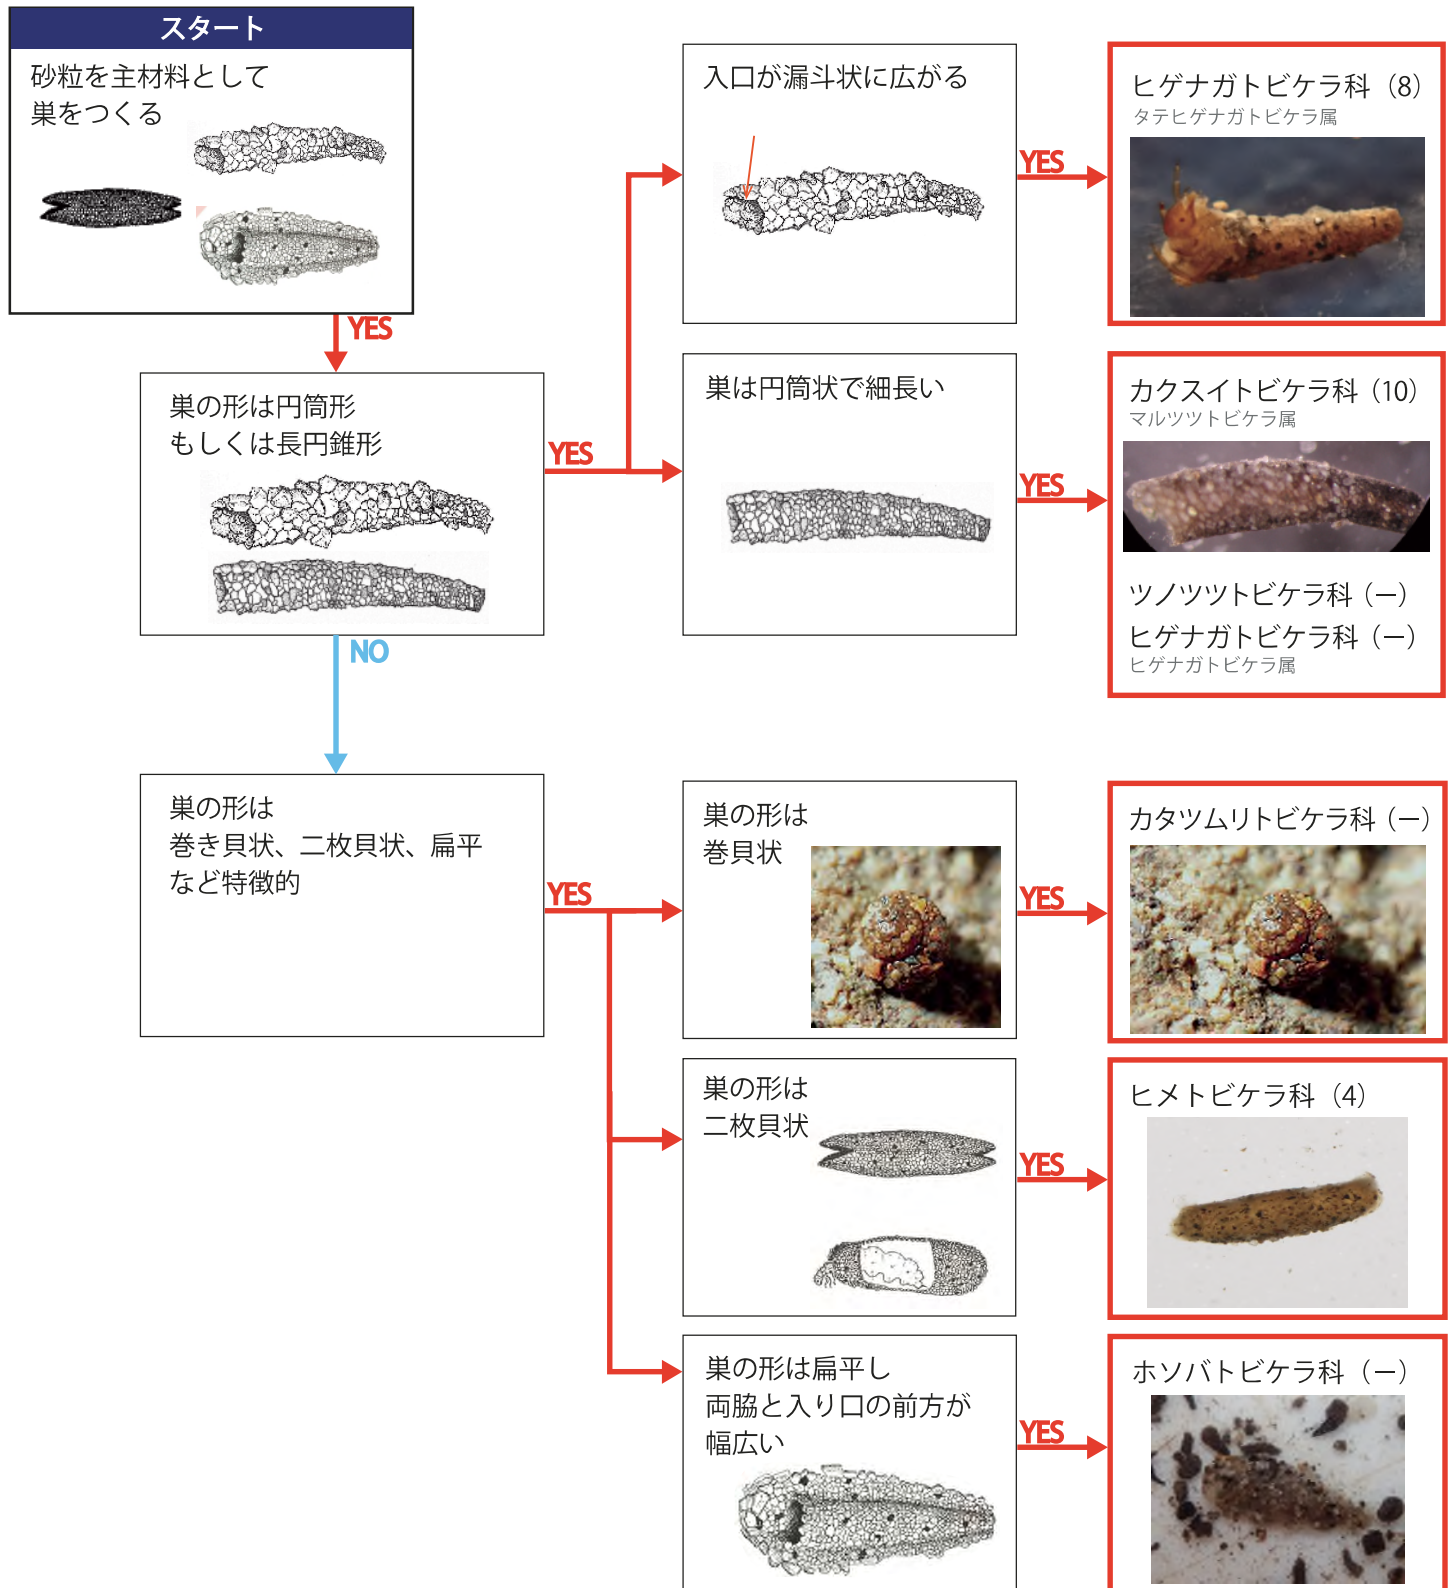 スタート
砂粒を主材料として
巣をつくる
YES
巣の形は円筒形
もしくは長円錐形
YES
入口が漏斗状に広がる
YES
ヒゲナガトビケラ科（8）
タテヒゲナガトビケラ属
巣は円筒状で細長い
YES
カクスイトビケラ科（10）
マルツツトビケラ属
ツノツツトビケラ科（ー）
ヒゲナガトビケラ科（ー）
ヒゲナガトビケラ属
NO
巣の形は
巻き貝状、二枚貝状、扁平
など特徴的
YES
巣の形は
巻貝状
YES
カタツムリトビケラ科（ー）
巣の形は
二枚貝状
YES
ヒメトビケラ科（4）
巣の形は扁平し
両脇と入り口の前方が
幅広い
YES
ホソバトビケラ科（ー）